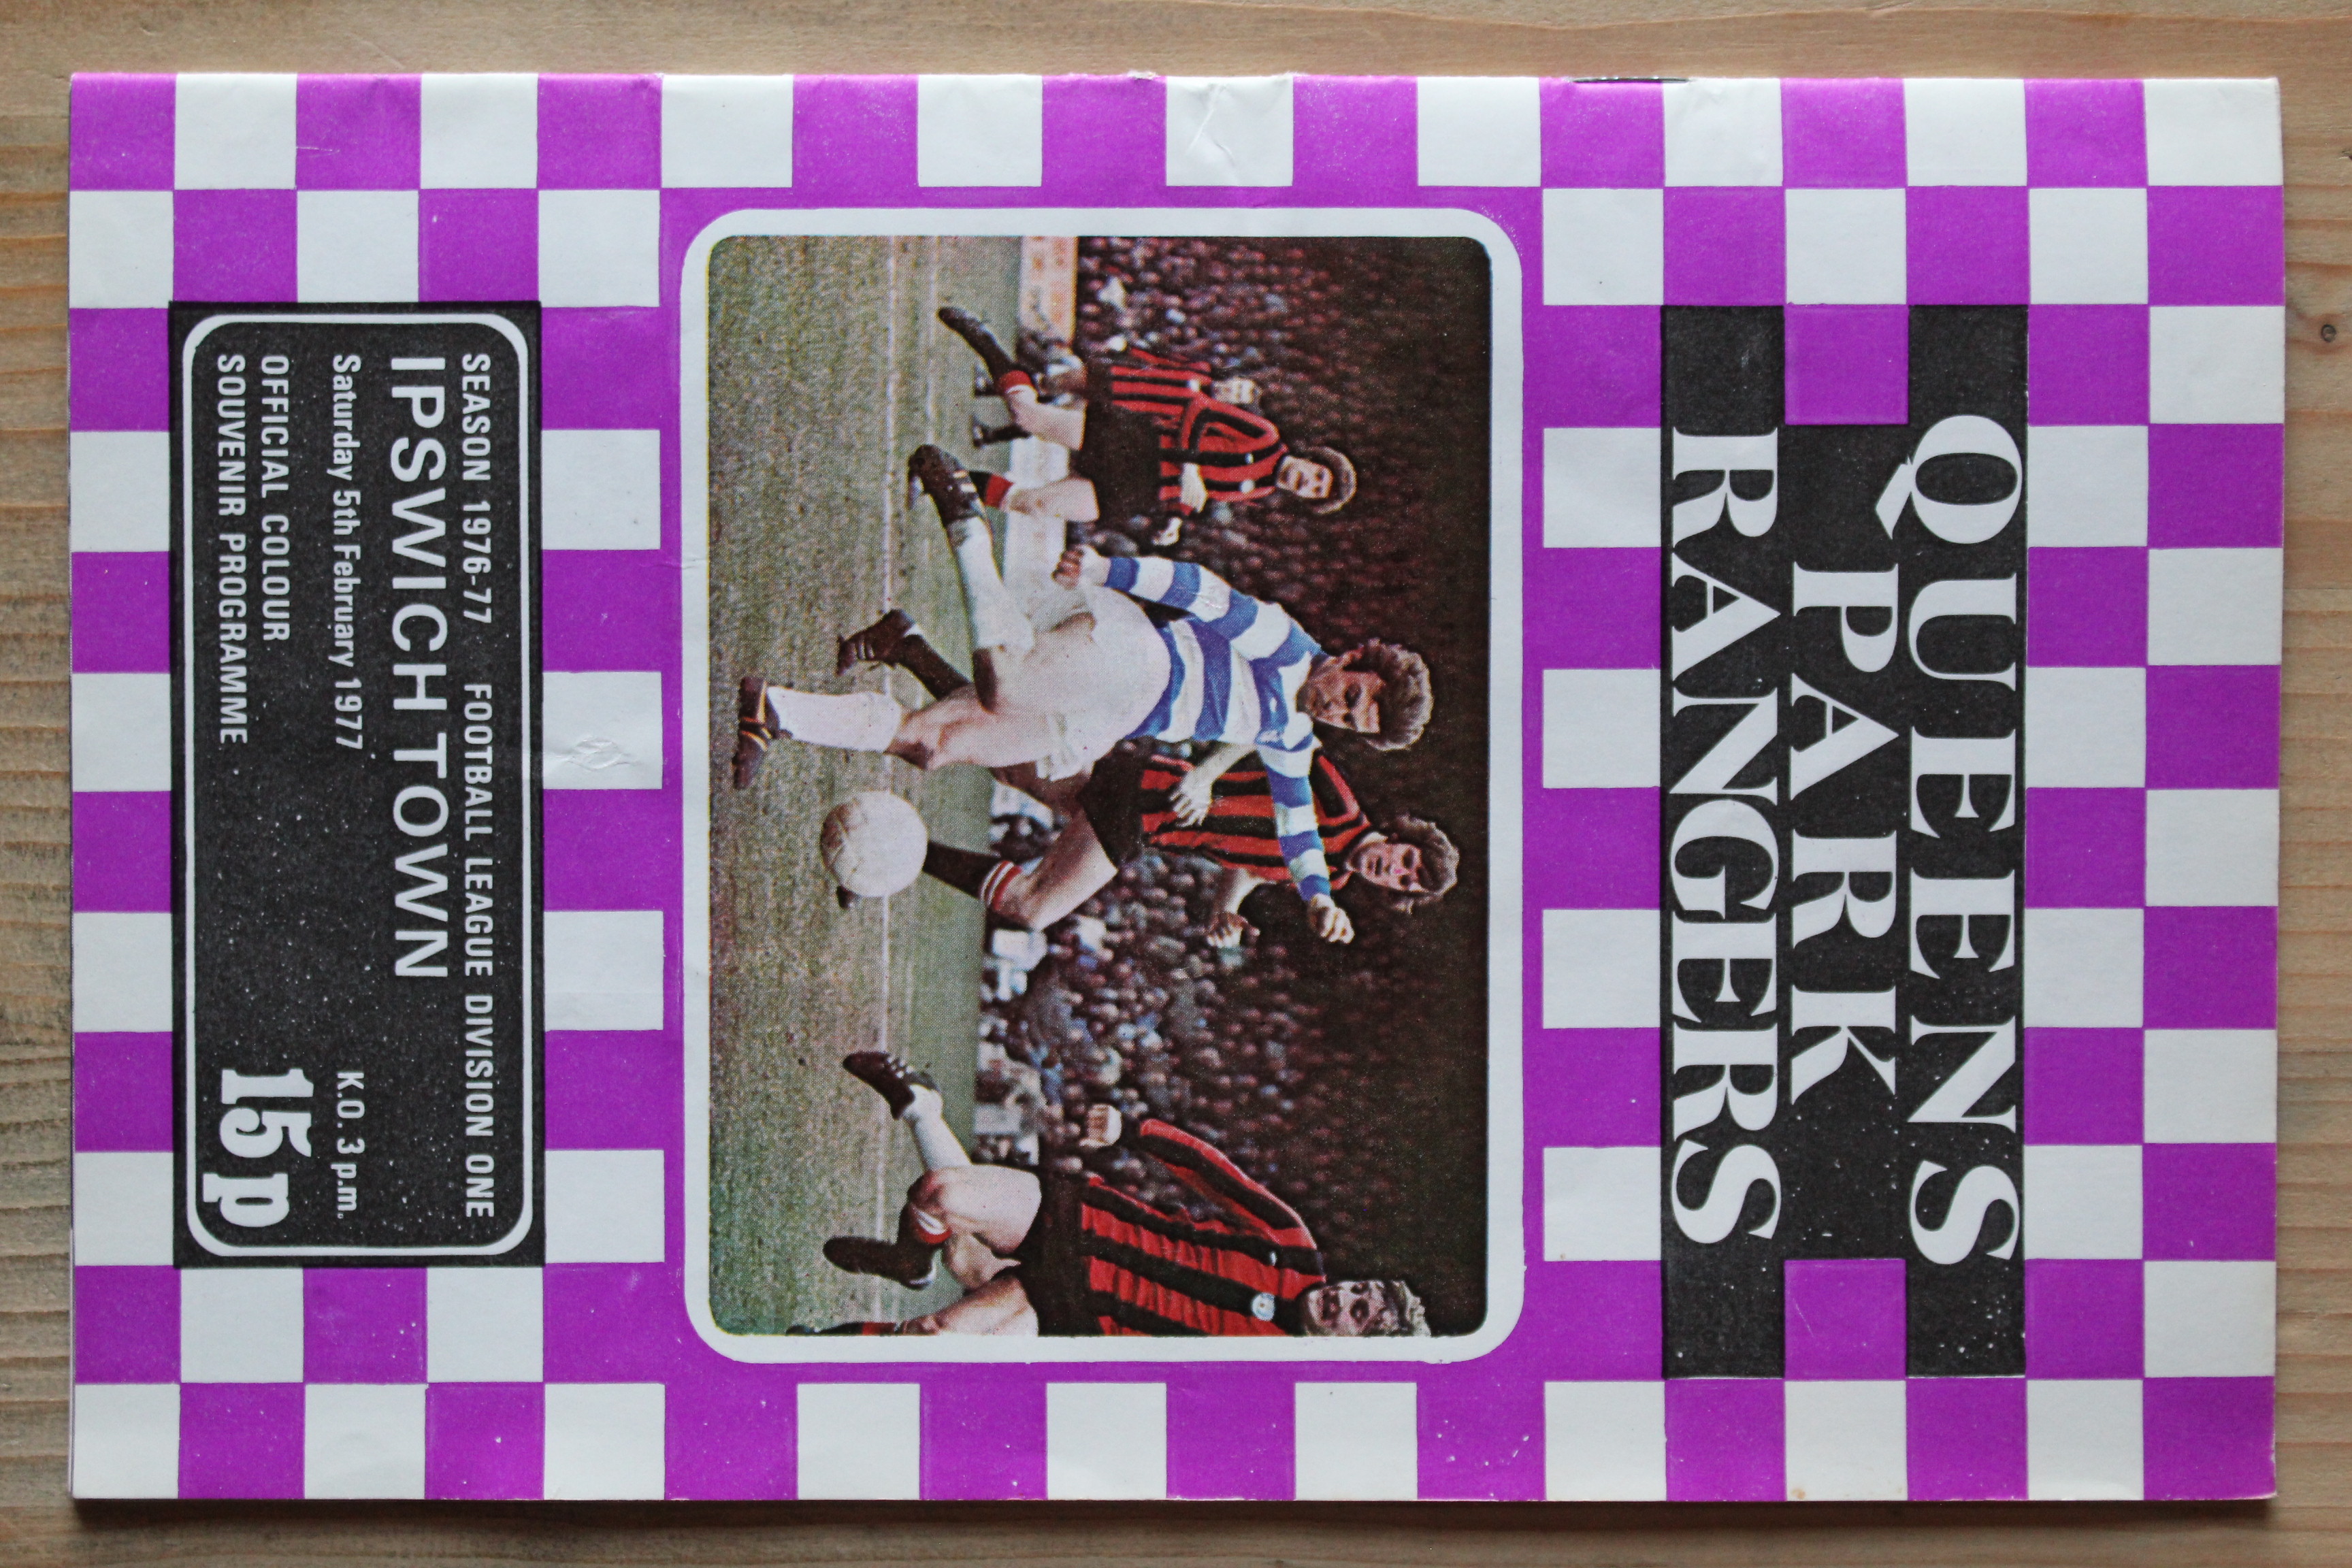 QUEENS
PARK
RANGERS
SEASON 1976-77 FOOTBALL LEAGUE DIVISION ONE
IPSWICH TOWN
Saturday 5th February 1977 K.O. 3 p.m.
OFFICIAL COLOUR
SOUVENIR PROGRAMME 15p